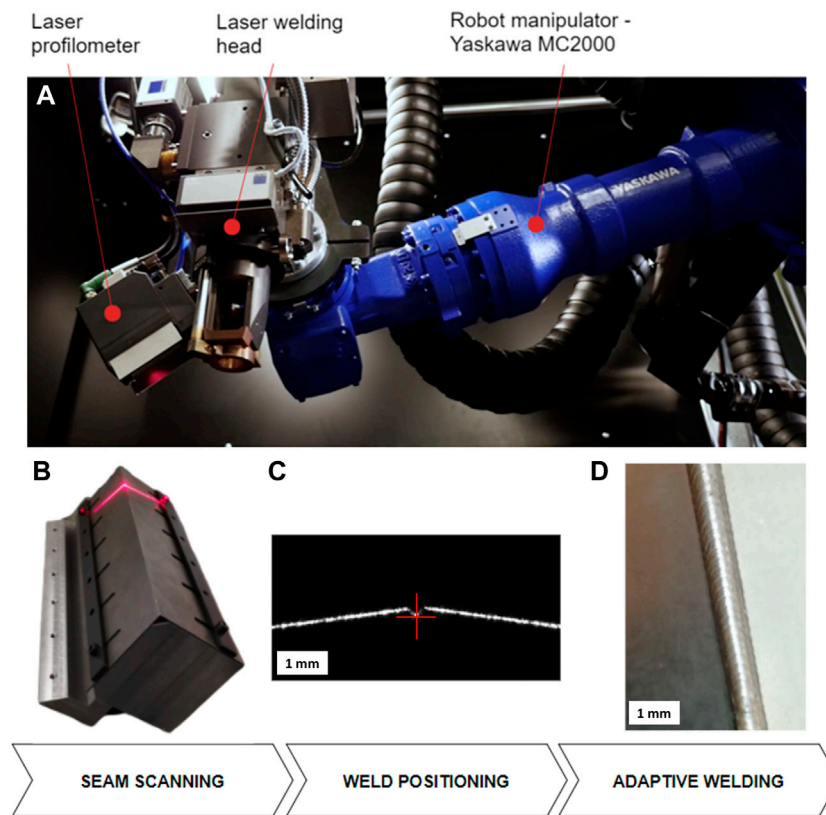 Laser
profilometer
Laser welding
head
Robot manipulator -
Yaskawa MC2000
A
YASKAWA
B
C
D
1 mm
1 mm
SEAM SCANNING
WELD POSITIONING
ADAPTIVE WELDING